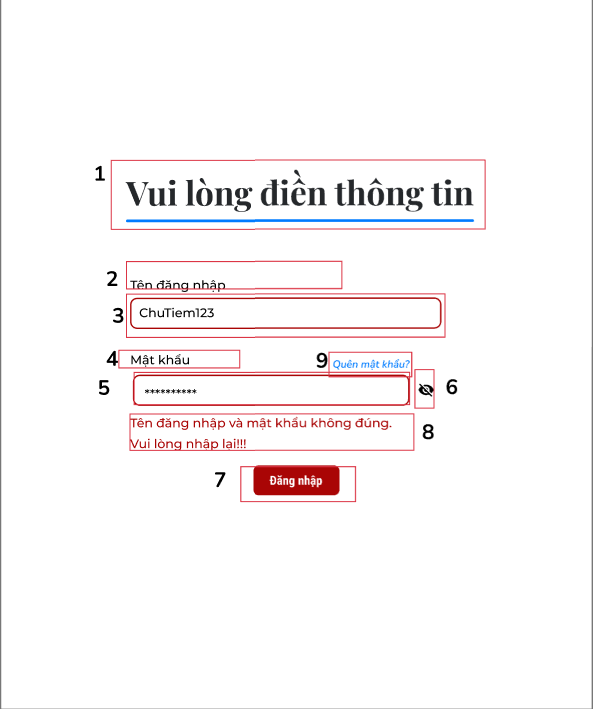 1
Vui lòng điền thông tin
2
Tên đăng nhập
3
ChuTiem123
4
Mật khẩu
9
Quên mật khẩu?
5
**********
6
Tên đăng nhập và mật khẩu không đúng.
Vui lòng nhập lại!!!
8
7
Đăng nhập